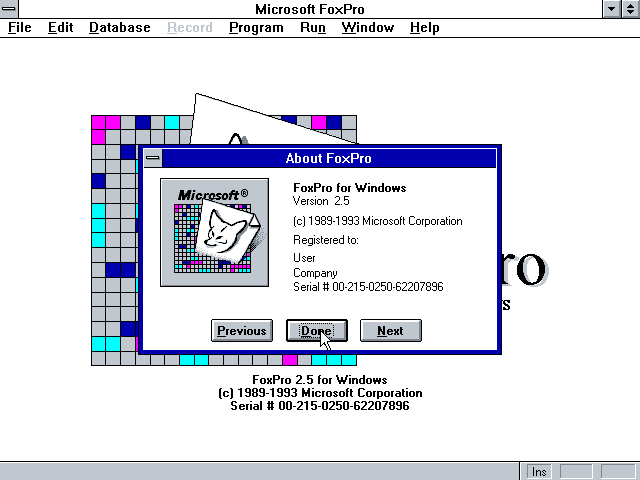 Microsoft FoxPro
File Edit Database Record Program Run Window Help
About FoxPro
Microsoft®
FoxPro for Windows
Version 2.5
(c) 1989-1993 Microsoft Corporation
Registered to:
User
Company
Serial # 00-215-0250-62207896
Previous Done Next
ro
ws
FoxPro 2.5 for Windows
(c) 1989-1993 Microsoft Corporation
Serial # 00-215-0250-62207896
Ins